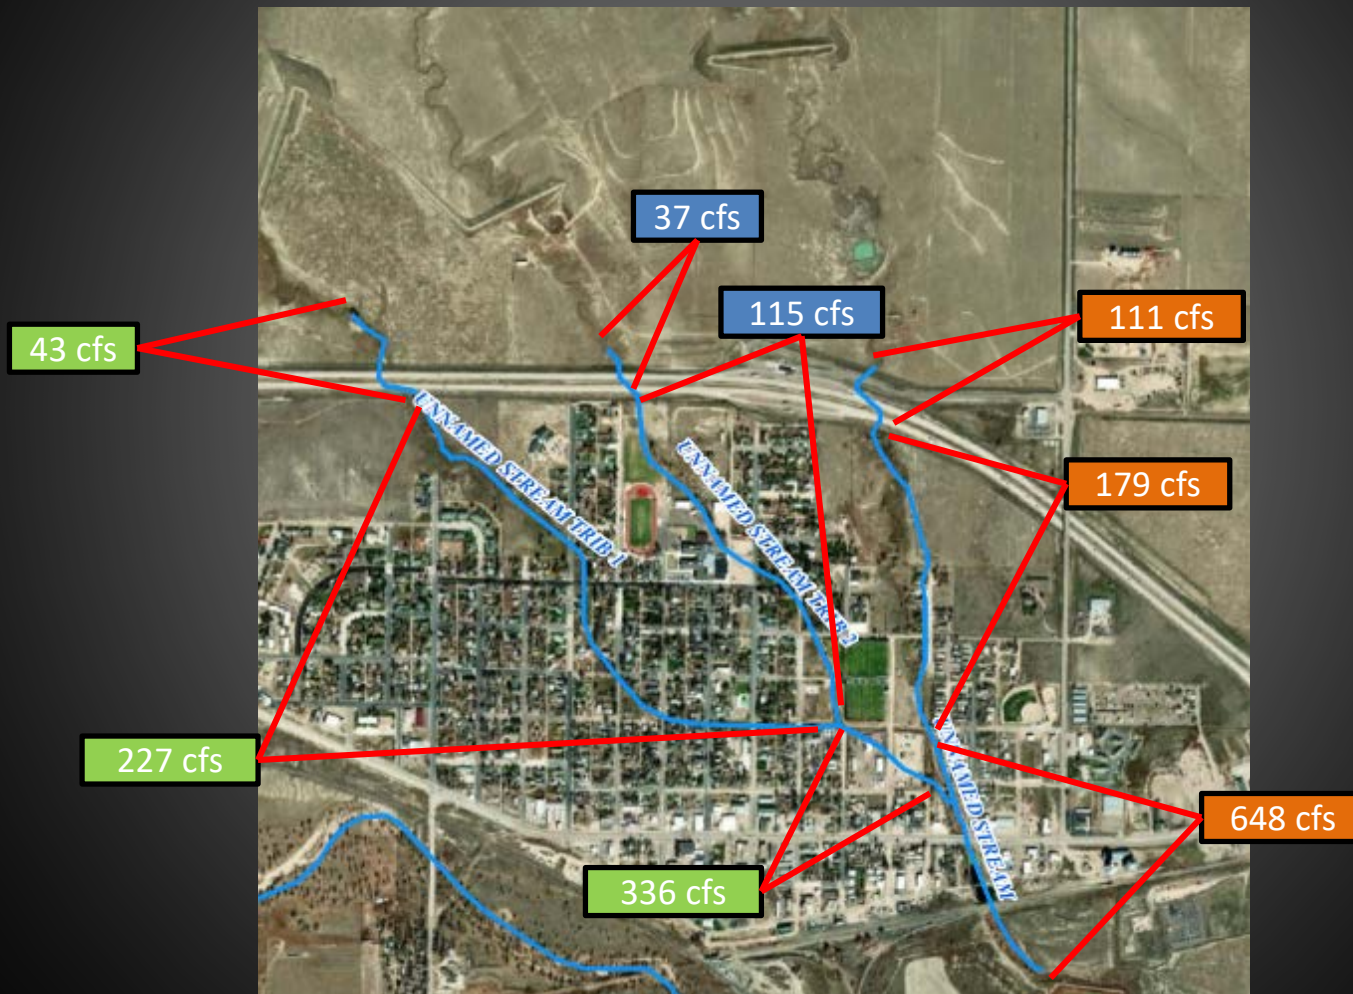 37 cfs
115 cfs
111 cfs
43 cfs
UNNAMED STREAM TRIB 1
UNNAMED STREAM TRIB 2
179 cfs
227 cfs
UNNAMED STREAM
648 cfs
336 cfs